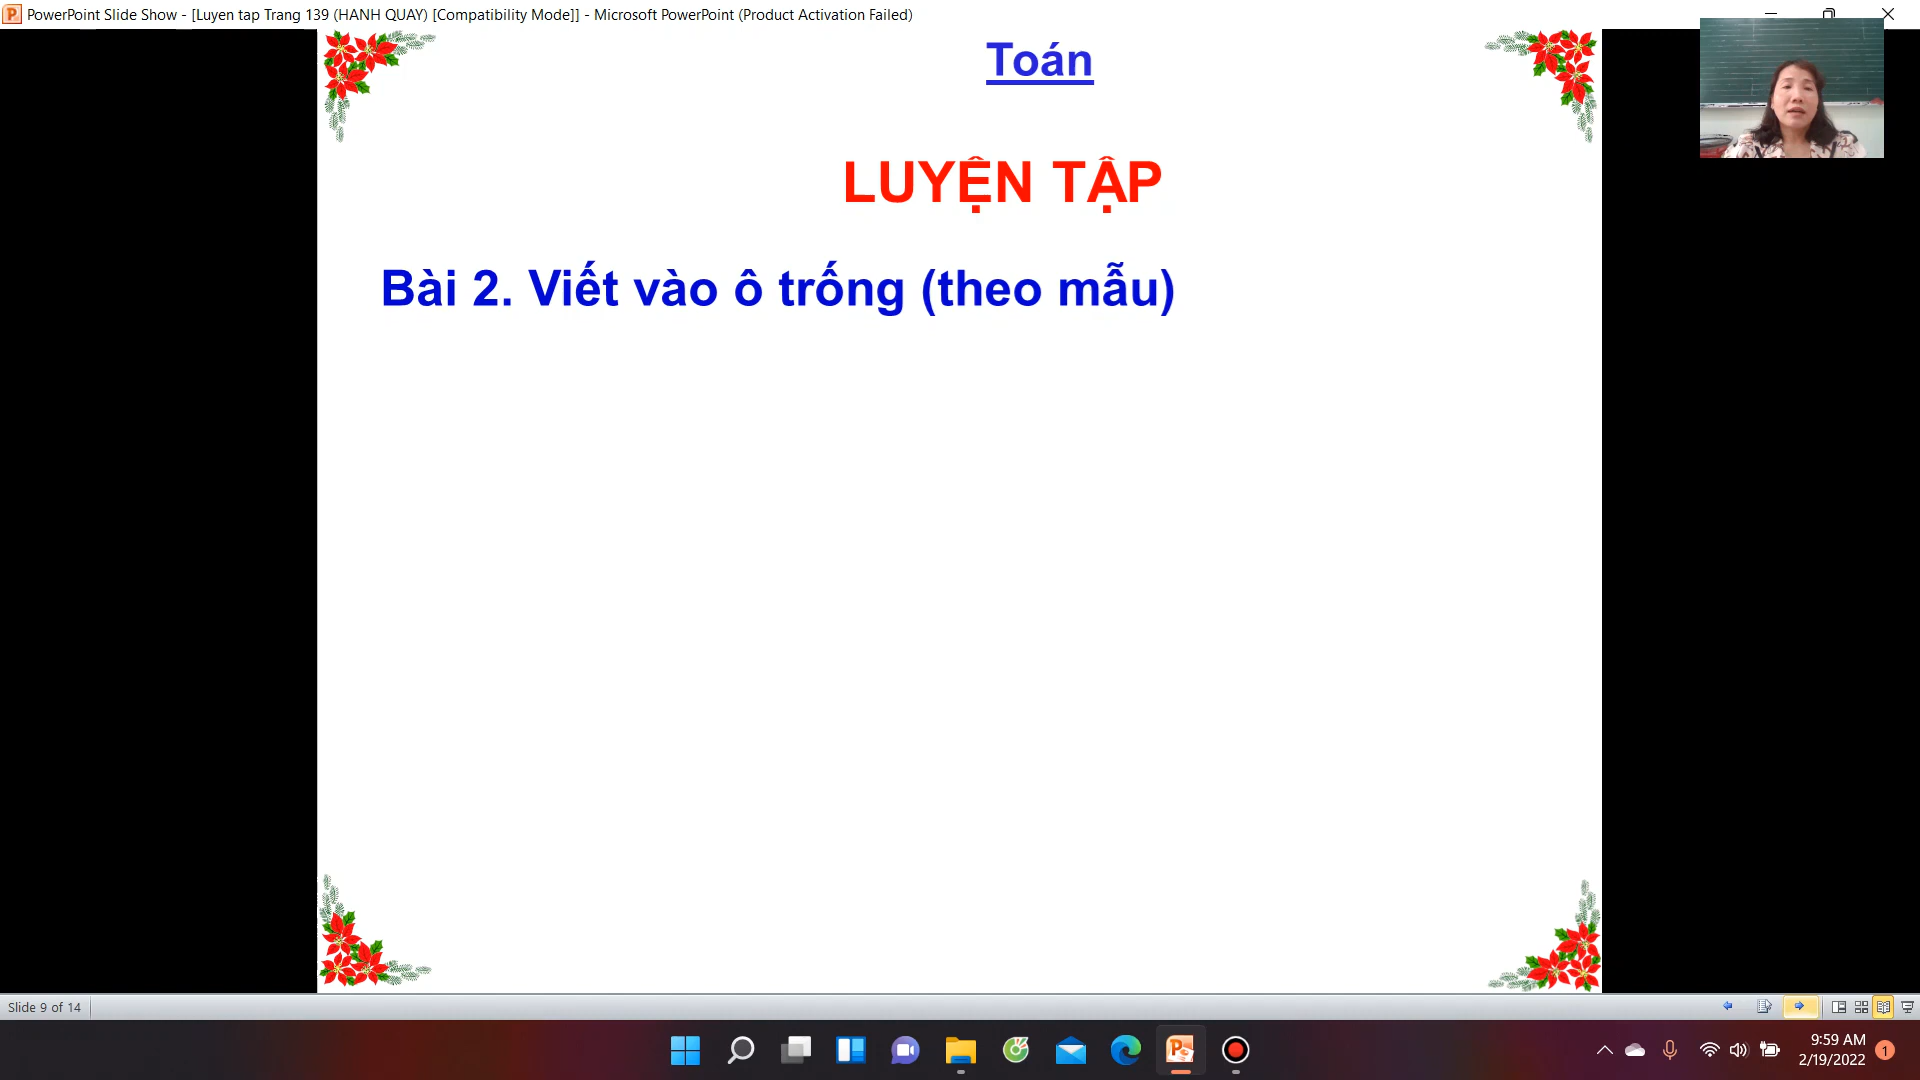 PowerPoint Slide Show - [Luyen tap Trang 139 (HANH QUAY) [Compatibility Mode]] - Microsoft PowerPoint (Product Activation Failed)
Toán
LUYỆN TẬP
Bài 2. Viết vào ô trống (theo mẫu)
Slide 9 of 14
9:59 AM
2/19/2022
1